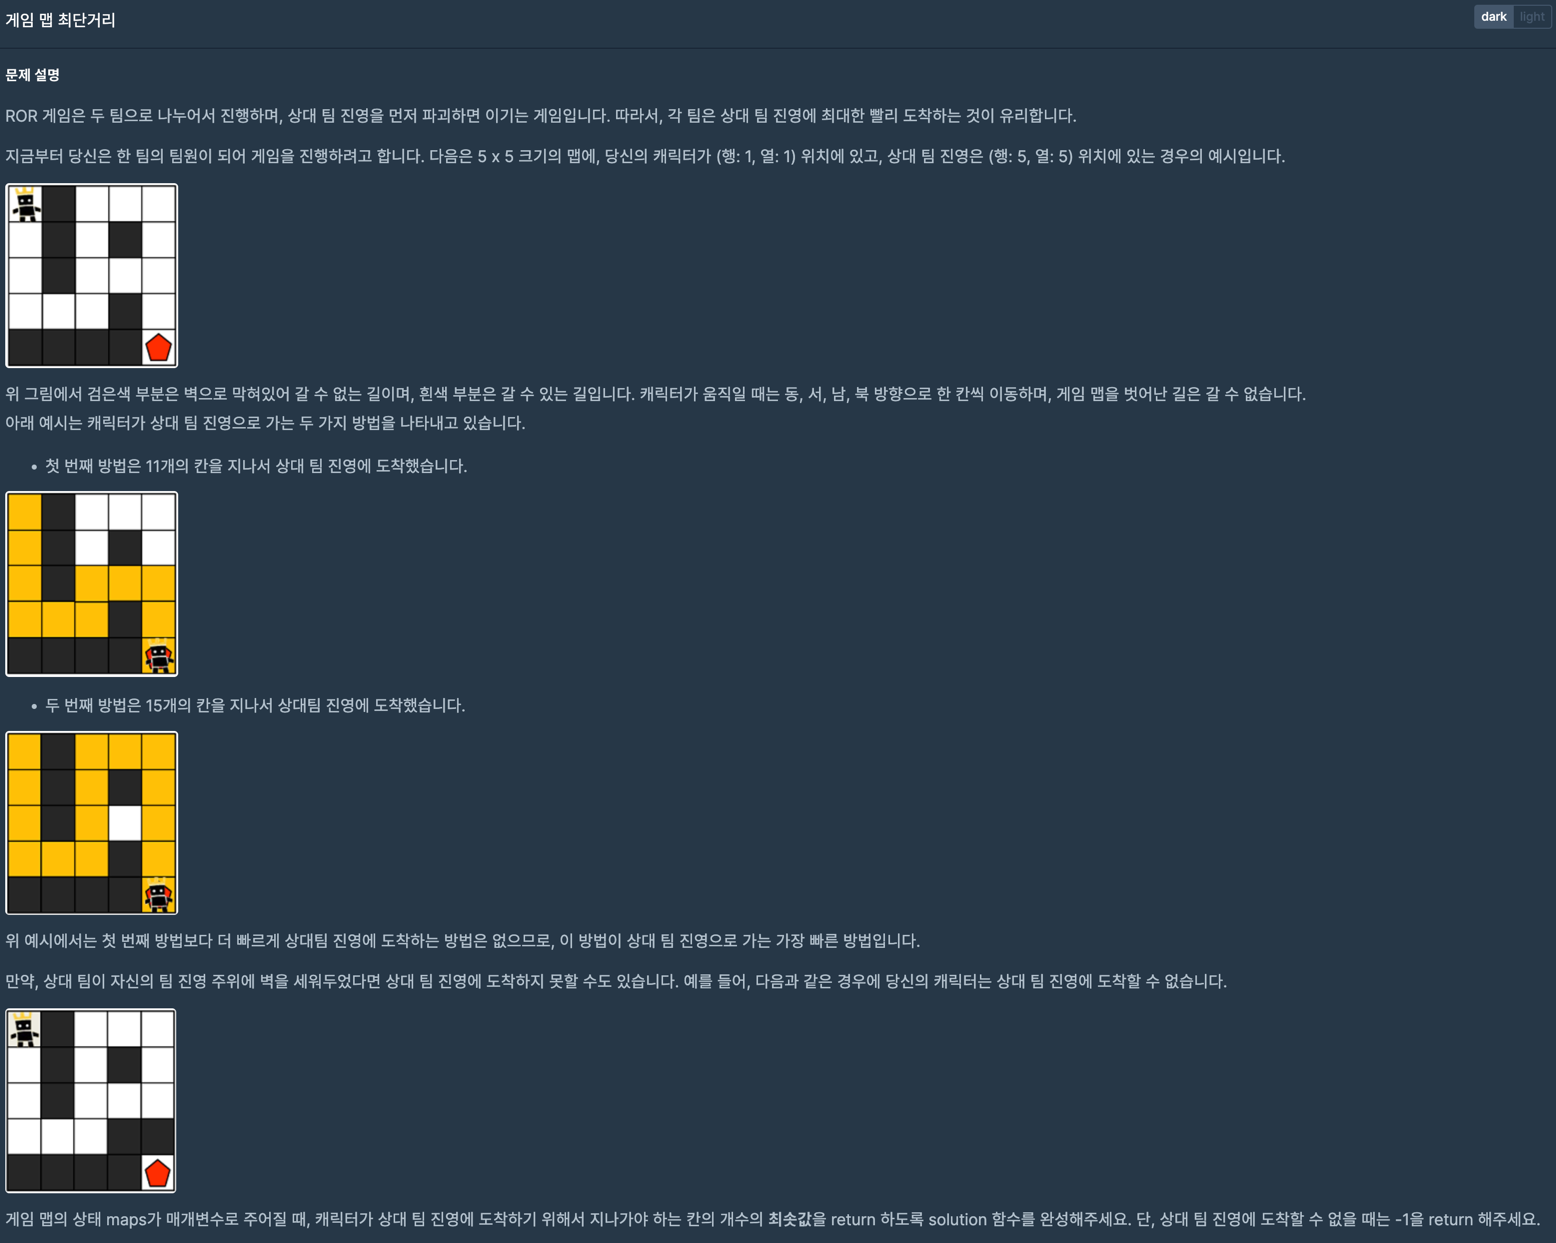 게임 맵 최단거리
dark light
문제 설명
ROR 게임은 두 팀으로 나누어서 진행하며, 상대 팀 진영을 먼저 파괴하면 이기는 게임입니다. 따라서, 각 팀은 상대 팀 진영에 최대한 빨리 도착하는 것이 유리합니다.
지금부터 당신은 한 팀의 팀원이 되어 게임을 진행하려고 합니다. 다음은 5 x 5 크기의 맵에, 당신의 캐릭터가 (행: 1, 열: 1) 위치에 있고, 상대 팀 진영은 (행: 5, 열: 5) 위치에 있는 경우의 예시입니다.
위 그림에서 검은색 부분은 벽으로 막혀있어 갈 수 없는 길이며, 흰색 부분은 갈 수 있는 길입니다. 캐릭터가 움직일 때는 동, 서, 남, 북 방향으로 한 칸씩 이동하며, 게임 맵을 벗어난 길은 갈 수 없습니다.
아래 예시는 캐릭터가 상대 팀 진영으로 가는 두 가지 방법을 나타내고 있습니다.
• 첫 번째 방법은 11개의 칸을 지나서 상대 팀 진영에 도착했습니다.
• 두 번째 방법은 15개의 칸을 지나서 상대팀 진영에 도착했습니다.
위 예시에서는 첫 번째 방법보다 더 빠르게 상대팀 진영에 도착하는 방법은 없으므로, 이 방법이 상대 팀 진영으로 가는 가장 빠른 방법입니다.
만약, 상대 팀이 자신의 팀 진영 주위에 벽을 세워두었다면 상대 팀 진영에 도착하지 못할 수도 있습니다. 예를 들어, 다음과 같은 경우에 당신의 캐릭터는 상대 팀 진영에 도착할 수 없습니다.
게임 맵의 상태 maps가 매개변수로 주어질 때, 캐릭터가 상대 팀 진영에 도착하기 위해서 지나가야 하는 칸의 개수의 최솟값을 return 하도록 solution 함수를 완성해주세요. 단, 상대 팀 진영에 도착할 수 없을 때는 -1을 return 해주세요.